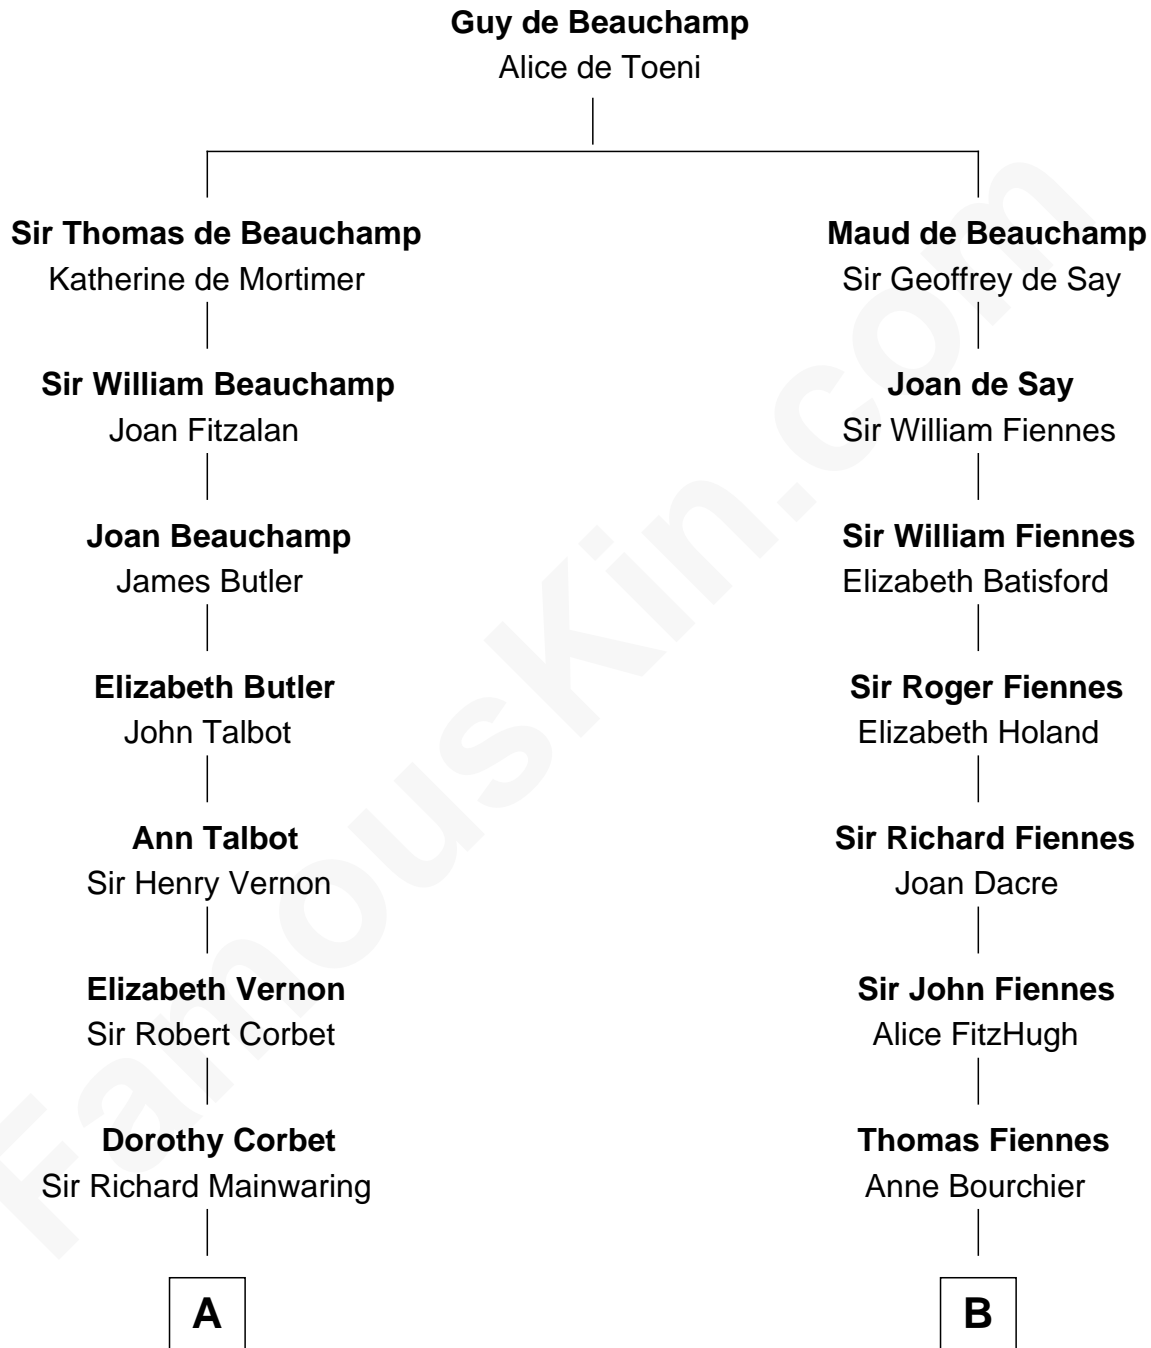 Guy de Beauchamp
Alice de Toeni
Sir Thomas de Beauchamp
Katherine de Mortimer
Maud de Beauchamp
Sir Geoffrey de Say
Sir William Beauchamp
Joan Fitzalan
Joan de Say
Sir William Fiennes
Joan Beauchamp
James Butler
Sir William Fiennes
Elizabeth Batisford
Elizabeth Butler
John Talbot
Sir Roger Fiennes
Elizabeth Holand
Ann Talbot
Sir Henry Vernon
Sir Richard Fiennes
Joan Dacre
Elizabeth Vernon
Sir Robert Corbet
Sir John Fiennes
Alice FitzHugh
Dorothy Corbet
Sir Richard Mainwaring
Thomas Fiennes
Anne Bourchier
A
B
FamousKin.com